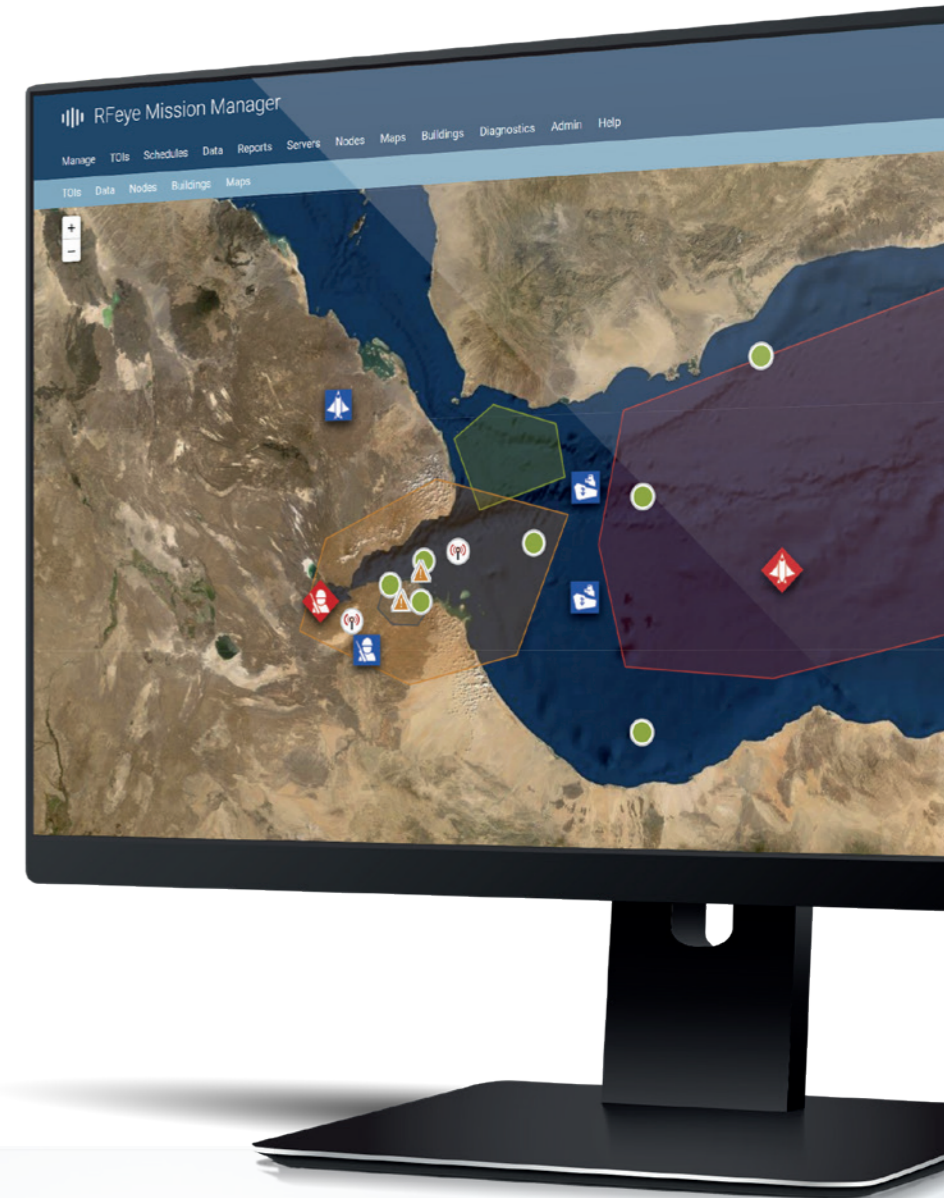 RFeye Mission Manager
Manage TOIs Schedules Data Reports Servers Nodes Maps Buildings Diagnostics Admin Help
TOIs Data Nodes Buildings Maps
+
−